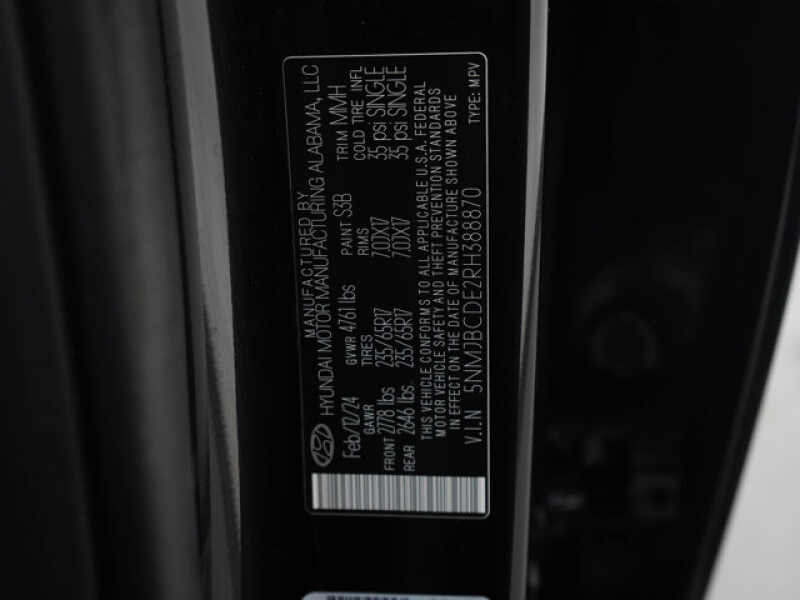 MANUFACTURED BY
HYUNDAI MOTOR MANUFACTURING ALABAMA, LLC
Feb/12/24 GVWR 4761 lbs PAINT S3B TRIM MMH
GAWR TIRES RIMS COLD TIRE INFL
FRONT 2778 lbs 235/65R17 7.0JX17 35 psi SINGLE
REAR 2646 lbs 235/65R17 7.0JX17 35 psi SINGLE
THIS VEHICLE CONFORMS TO ALL APPLICABLE U.S.A. FEDERAL
MOTOR VEHICLE SAFETY AND THEFT PREVENTION STANDARDS
IN EFFECT ON THE DATE OF MANUFACTURE SHOWN ABOVE
V.I.N 5NMJBCDE2RH388870 TYPE: MPV